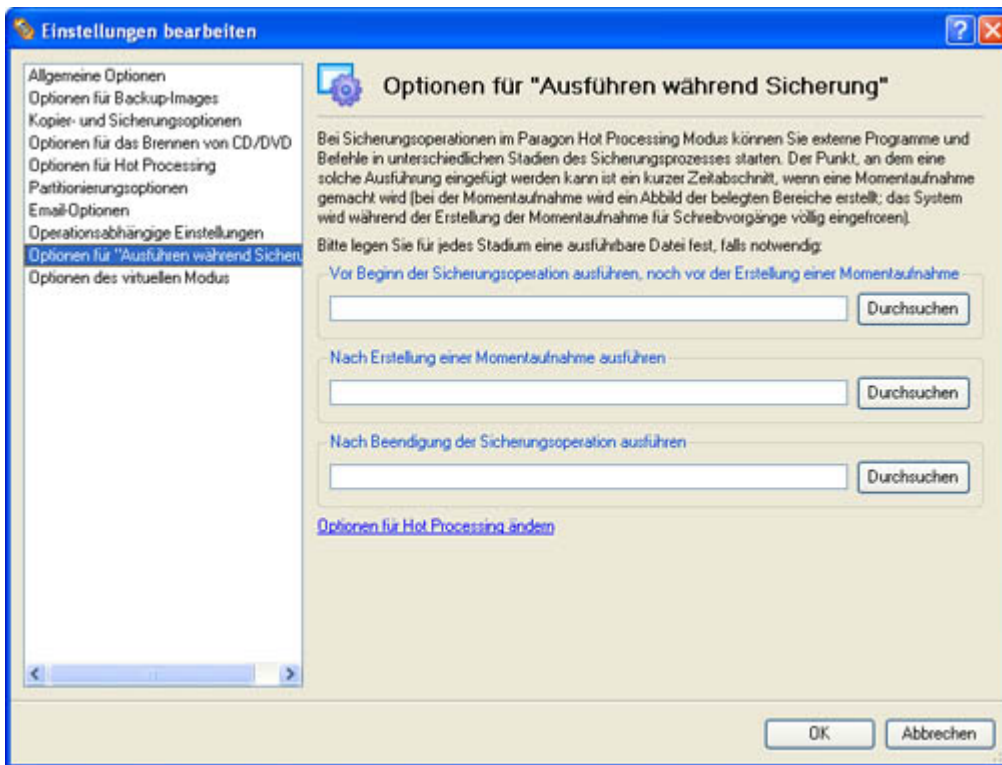 Einstellungen bearbeiten
Allgemeine Optionen
Optionen für Backup-Images
Kopier- und Sicherungsoptionen
Optionen für das Brennen von CD/DVD
Optionen für Hot Processing
Partitionierungsoptionen
Email-Optionen
Operationsabhängige Einstellungen
Optionen für "Ausführen während Sicheru
Optionen des virtuellen Modus
Optionen für "Ausführen während Sicherung"
Bei Sicherungsoperationen im Paragon Hot Processing Modus können Sie externe Programme und
Befehle in unterschiedlichen Stadien des Sicherungsprozesses starten. Der Punkt, an dem eine
solche Ausführung eingefügt werden kann ist ein kurzer Zeitabschnitt, wenn eine Momentaufnahme
gemacht wird (bei der Momentaufnahme wird ein Abbild der belegten Bereiche erstellt; das System
wird während der Erstellung der Momentaufnahme für Schreibvorgänge völlig eingefroren).
Bitte legen Sie für jedes Stadium eine ausführbare Datei fest, falls notwendig:
Vor Beginn der Sicherungsoperation ausführen, noch vor der Erstellung einer Momentaufnahme
Durchsuchen
Nach Erstellung einer Momentaufnahme ausführen
Durchsuchen
Nach Beendigung der Sicherungsoperation ausführen
Durchsuchen
Optionen für Hot Processing ändern
OK
Abbrechen